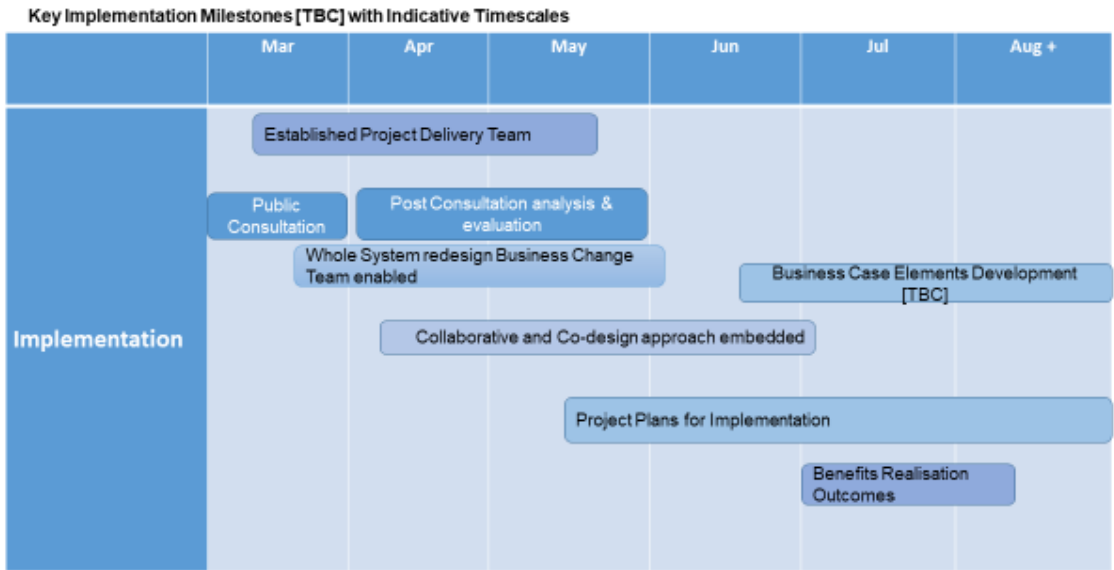 Key Implementation Milestones [TBC] with Indicative Timescales
Mar Apr May Jun Jul Aug +
Established Project Delivery Team
Public
Consultation
Post Consultation analysis &
evaluation
Whole System redesign Business Change
Team enabled
Business Case Elements Development
[TBC]
Implementation
Collaborative and Co-design approach embedded
Project Plans for Implementation
Benefits Realisation
Outcomes